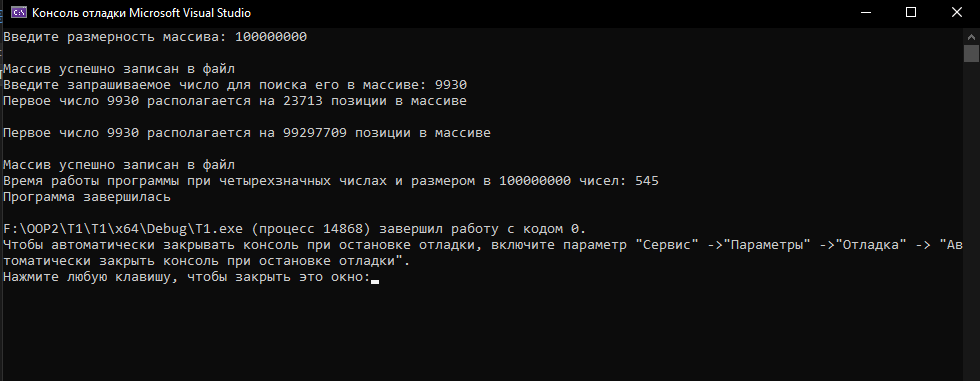 Консоль отладки Microsoft Visual Studio
Введите размерность массива: 100000000
Массив успешно записан в файл
Введите запрашиваемое число для поиска его в массиве: 9930
Первое число 9930 располагается на 23713 позиции в массиве
Первое число 9930 располагается на 99297709 позиции в массиве
Массив успешно записан в файл
Время работы программы при четырехзначных числах и размером в 100000000 чисел: 545
Программа завершилась
F:\OOP2\T1\T1\x64\Debug\T1.exe (процесс 14868) завершил работу с кодом 0.
Чтобы автоматически закрывать консоль при остановке отладки, включите параметр "Сервис" ->"Параметры" ->"Отладка" -> "Ав
томатически закрыть консоль при остановке отладки".
Нажмите любую клавишу, чтобы закрыть это окно: